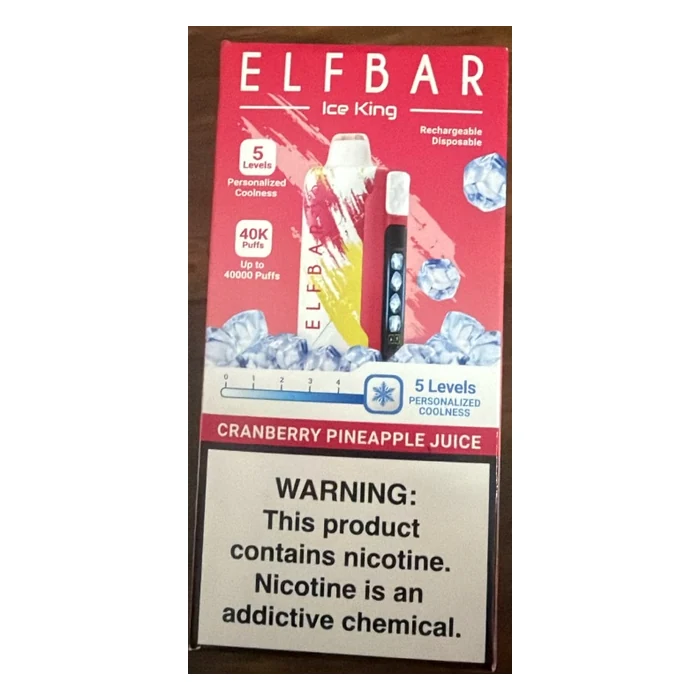 ELFBAR
Ice King
Rechargeable
Disposable
5
Levels
Personalized
Coolness
40K
Puffs
Up to
40000 Puffs
ELFBAR
0 1 2 3 4
5 Levels
PERSONALIZED
COOLNESS
CRANBERRY PINEAPPLE JUICE
WARNING:
This product
contains nicotine.
Nicotine is an
addictive chemical.